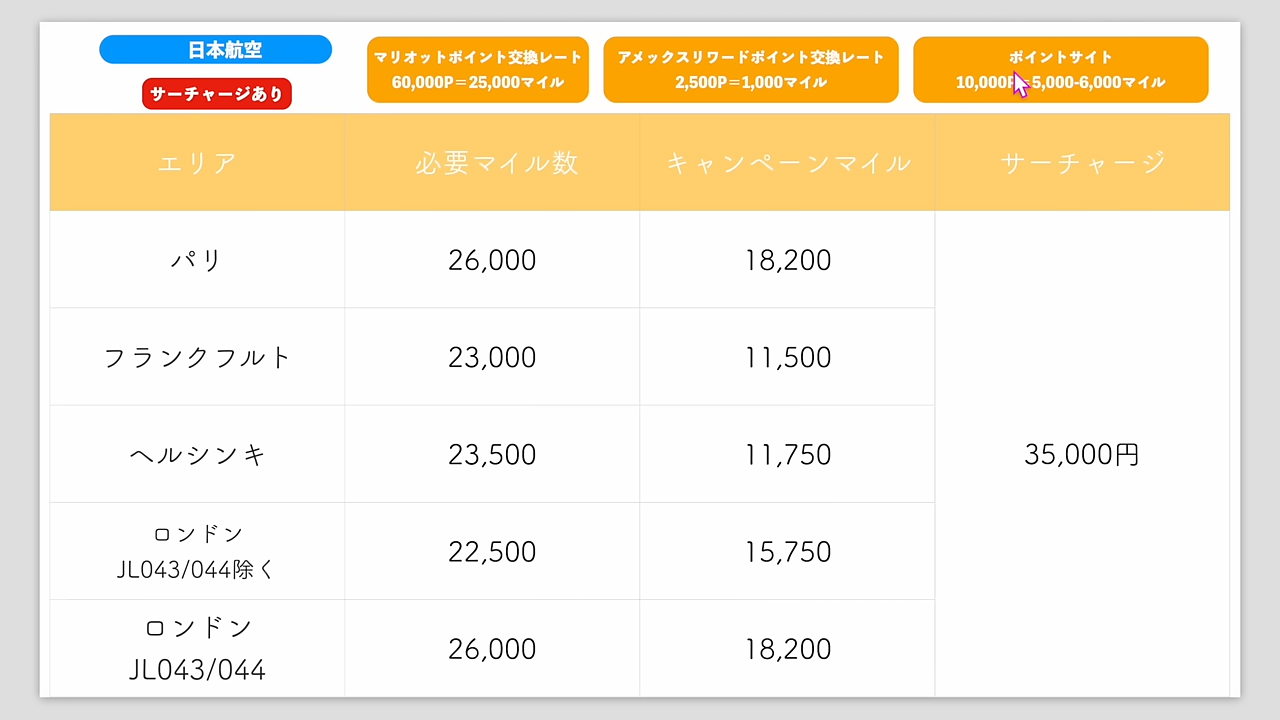 日本航空
サーチャージあり
マリオットポイント交換レート
60,000P=25,000マイル
アメックスリワードポイント交換レート
2,500P=1,000マイル
ポイントサイト
10,000P=5,000-6,000マイル
エリア 必要マイル数 キャンペーンマイル サーチャージ
パリ 26,000 18,200
フランクフルト 23,000 11,500
ヘルシンキ 23,500 11,750 35,000円
ロンドン
JL043/044除く 22,500 15,750
ロンドン
JL043/044 26,000 18,200